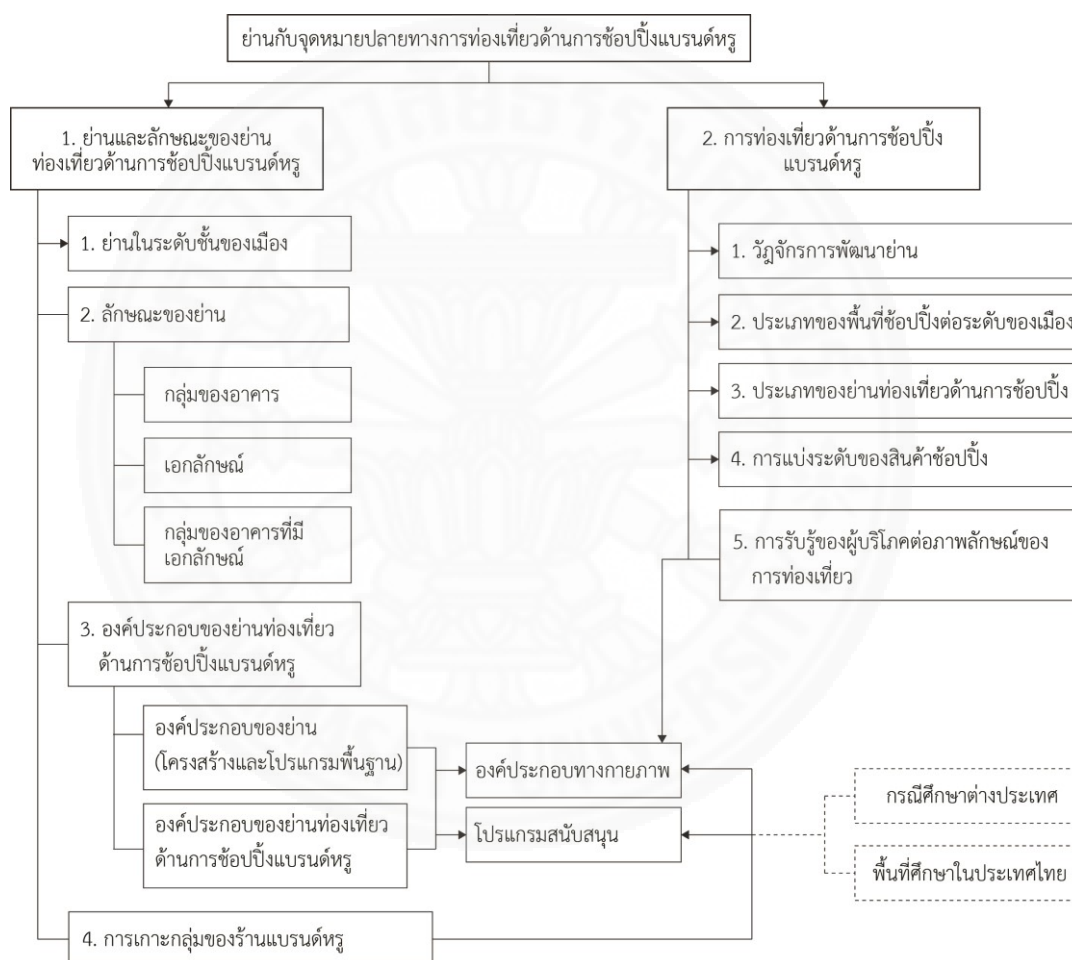 ย่านกับจุดหมายปลายทางการท่องเที่ยวด้านการช้อปปิ้งแบรนด์หรู
1. ย่านและลักษณะของย่าน
ท่องเที่ยวด้านการช้อปปิ้งแบรนด์หรู
1. ย่านในระดับชั้นของเมือง
2. ลักษณะของย่าน
กลุ่มของอาคาร
เอกลักษณ์
กลุ่มของอาคารที่มี
เอกลักษณ์
3. องค์ประกอบของย่านท่องเที่ยว
ด้านการช้อปปิ้งแบรนด์หรู
องค์ประกอบของย่าน
(โครงสร้างและโปรแกรมพื้นฐาน)
องค์ประกอบของย่านท่องเที่ยว
ด้านการช้อปปิ้งแบรนด์หรู
4. การเกาะกลุ่มของร้านแบรนด์หรู
2. การท่องเที่ยวด้านการช้อปปิ้ง
แบรนด์หรู
1. วัฎจักรการพัฒนาย่าน
2. ประเภทของพื้นที่ช้อปปิ้งต่อระดับของเมือง
3. ประเภทของย่านท่องเที่ยวด้านการช้อปปิ้ง
4. การแบ่งระดับของสินค้าช้อปปิ้ง
5. การรับรู้ของผู้บริโภคต่อภาพลักษณ์ของ
การท่องเที่ยว
องค์ประกอบทางกายภาพ
โปรแกรมสนับสนุน
กรณีศึกษาต่างประเทศ
พื้นที่ศึกษาในประเทศไทย